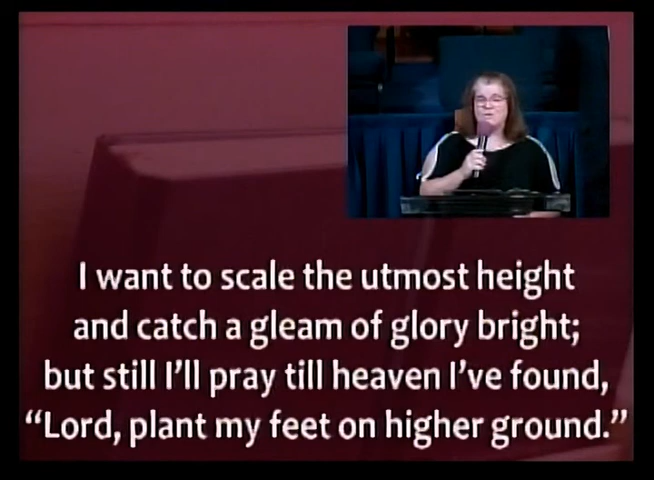 I want to scale the utmost height
and catch a gleam of glory bright;
but still I'll pray till heaven I've found,
“Lord, plant my feet on higher ground.”